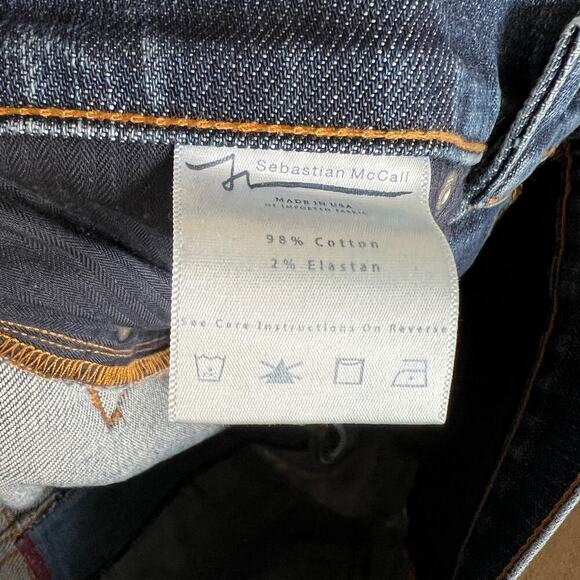 Sebastian McCall
MADE IN USA
OF IMPORTED FABRIC
98% Cotton
2% Elastan
See Care Instructions On Reverse